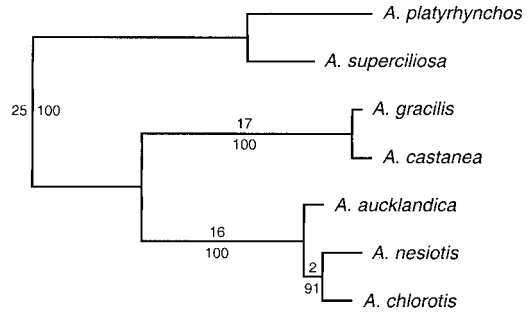 A. platyrhynchos
A. superciliosa
25 100
17
100
A. gracilis
A. castanea
16
100
A. aucklandica
2
91
A. nesiotis
A. chlorotis